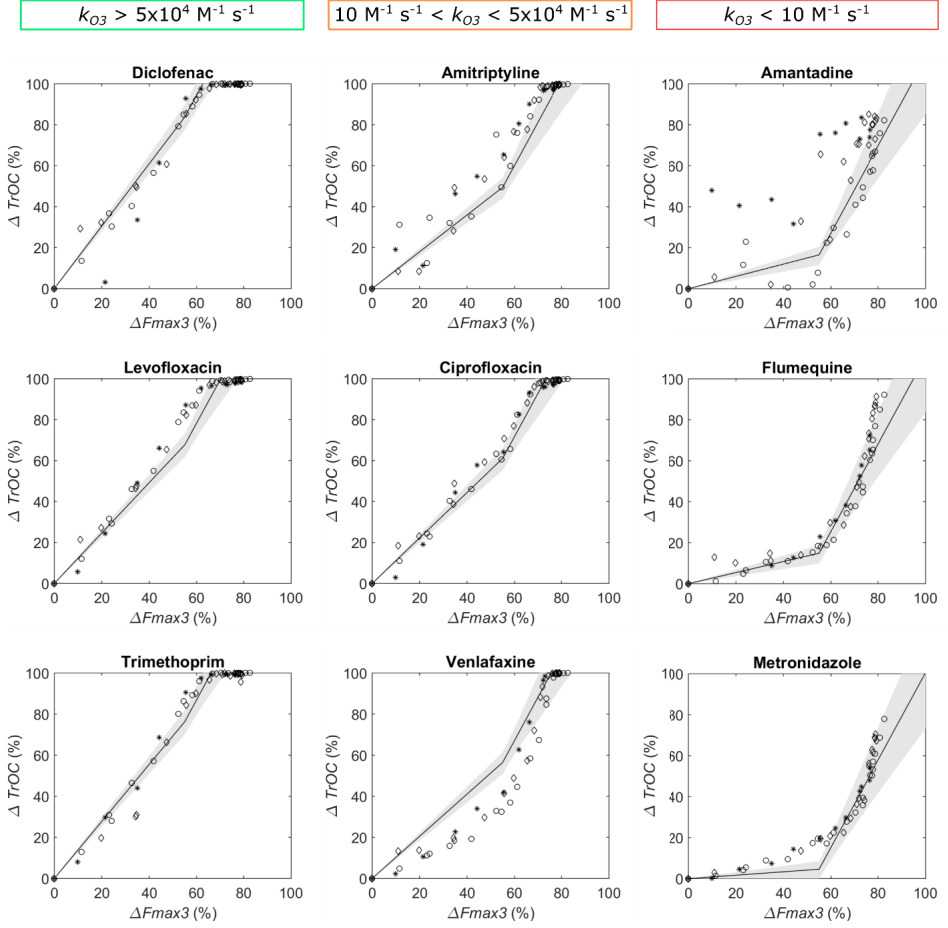 k_O3 > 5x10⁴ M⁻¹ s⁻¹
10 M⁻¹ s⁻¹ < k_O3 < 5x10⁴ M⁻¹ s⁻¹
k_O3 < 10 M⁻¹ s⁻¹
Diclofenac
100
80
60
40
20
0
Δ TrOC (%)
0 20 40 60 80 100
ΔFmax3 (%)
Amitriptyline
100
80
60
40
20
0
Δ TrOC (%)
0 20 40 60 80 100
ΔFmax3 (%)
Amantadine
100
80
60
40
20
0
Δ TrOC (%)
0 20 40 60 80 100
ΔFmax3 (%)
Levofloxacin
100
80
60
40
20
0
Δ TrOC (%)
0 20 40 60 80 100
ΔFmax3 (%)
Ciprofloxacin
100
80
60
40
20
0
Δ TrOC (%)
0 20 40 60 80 100
ΔFmax3 (%)
Flumequine
100
80
60
40
20
0
Δ TrOC (%)
0 20 40 60 80 100
ΔFmax3 (%)
Trimethoprim
100
80
60
40
20
0
Δ TrOC (%)
0 20 40 60 80 100
ΔFmax3 (%)
Venlafaxine
100
80
60
40
20
0
Δ TrOC (%)
0 20 40 60 80 100
ΔFmax3 (%)
Metronidazole
100
80
60
40
20
0
Δ TrOC (%)
0 20 40 60 80 100
ΔFmax3 (%)